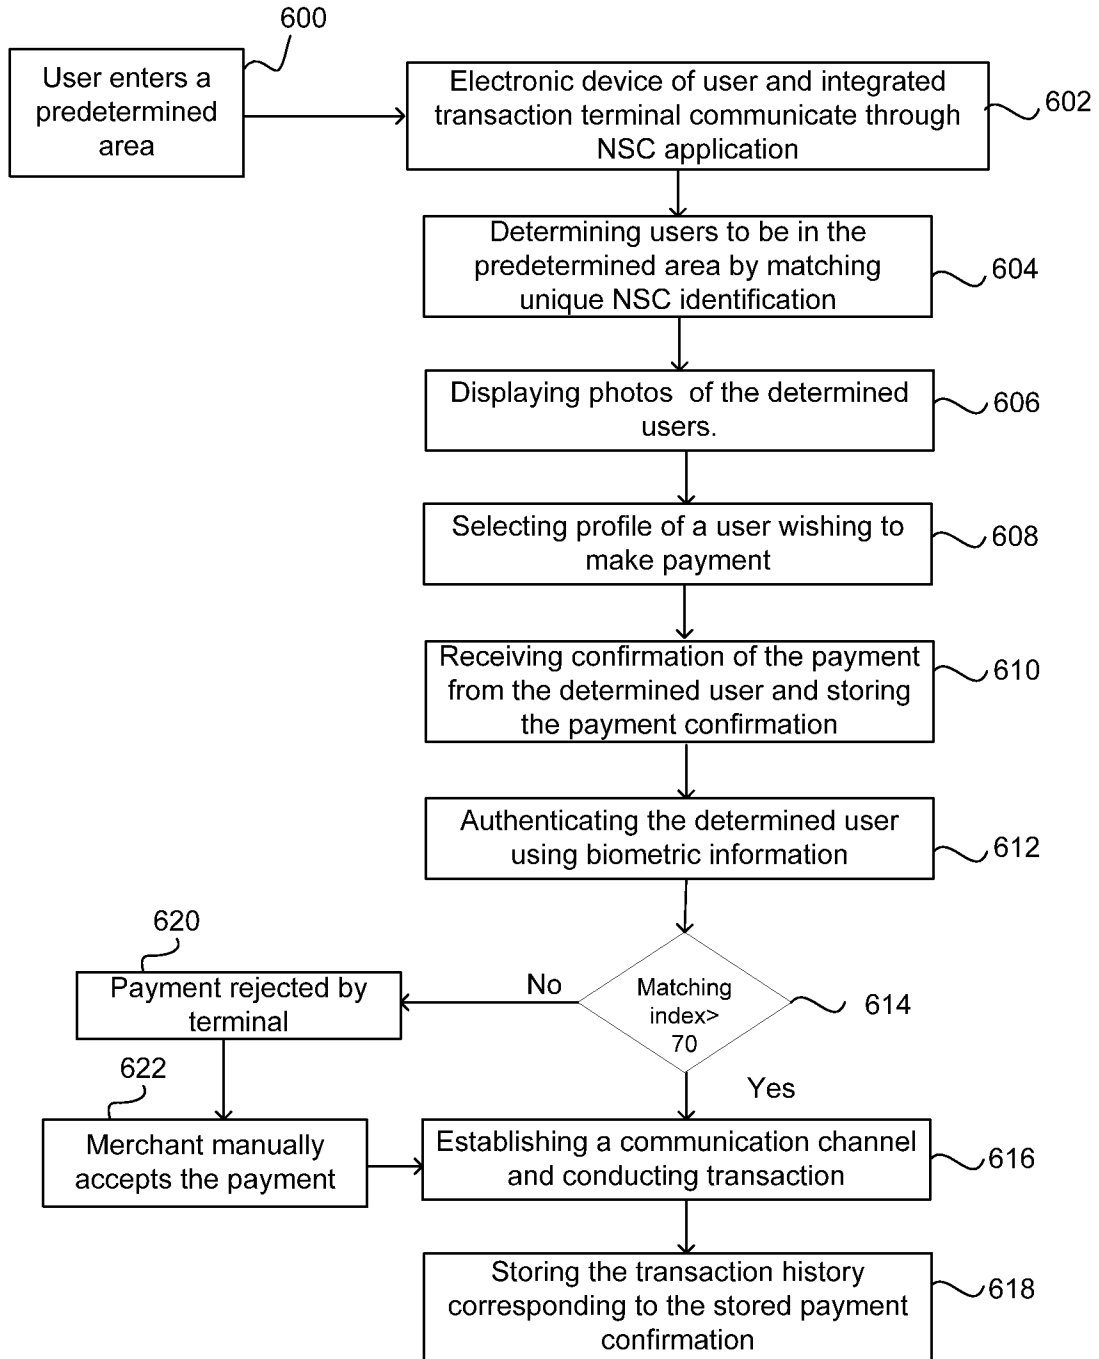 600
User enters a
predetermined
area
Electronic device of user and integrated
transaction terminal communicate through
NSC application
602
Determining users to be in the
predetermined area by matching
unique NSC identification
604
Displaying photos  of the determined
users.
606
Selecting profile of a user wishing to
make payment
608
Receiving confirmation of the payment
from the determined user and storing
the payment confirmation
610
Authenticating the determined user
using biometric information
612
Matching
index>
70
614
No
Yes
620
Payment rejected by
terminal
622
Merchant manually
accepts the payment
Establishing a communication channel
and conducting transaction
616
Storing the transaction history
corresponding to the stored payment
confirmation
618